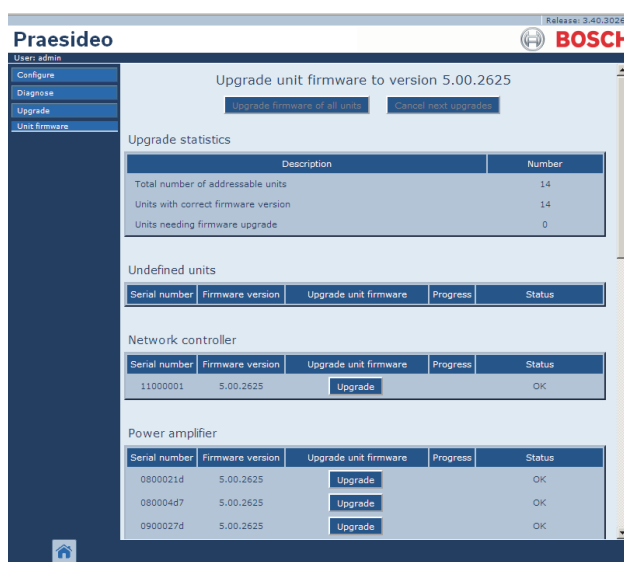 Release: 3.40.3026
Praesideo
BOSCH
User: admin
Configure
Diagnose
Upgrade
Unit firmware
Upgrade unit firmware to version 5.00.2625
Upgrade firmware of all units Cancel next upgrades
Upgrade statistics
Description Number
Total number of addressable units 14
Units with correct firmware version 14
Units needing firmware upgrade 0
Undefined units
Serial number Firmware version Upgrade unit firmware Progress Status
Network controller
Serial number Firmware version Upgrade unit firmware Progress Status
11000001 5.00.2625 Upgrade OK
Power amplifier
Serial number Firmware version Upgrade unit firmware Progress Status
0800021d 5.00.2625 Upgrade OK
080004d7 5.00.2625 Upgrade OK
0900027d 5.00.2625 Upgrade OK